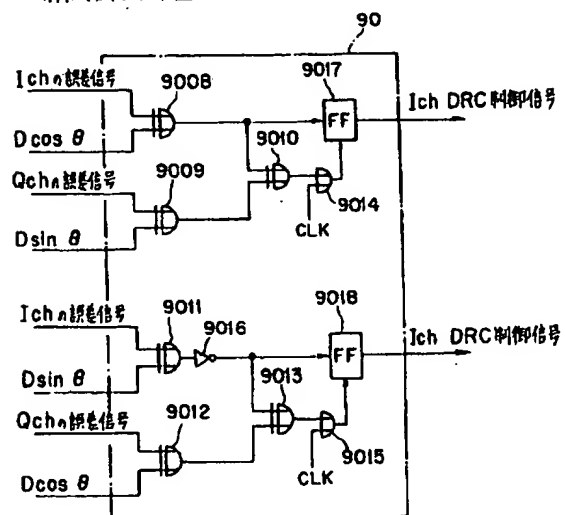 90
Ichの誤差信号
9008
9017
Ich DRC制御信号
FF
Dcos θ
9010
Qchの誤差信号
9009
9014
CLK
Dsin θ
Ichの誤差信号
9011
9016
9018
Ich DRC制御信号
FF
Dsin θ
9013
Qchの誤差信号
9012
9015
CLK
Dcos θ